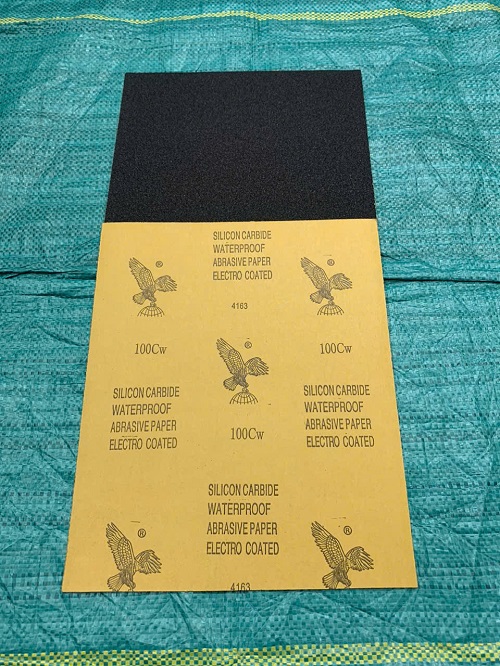 SILICON CARBIDE
WATERPROOF
ABRASIVE PAPER
ELECTRO COATED
®
®
4163
100Cw
®
100Cw
SILICON CARBIDE
WATERPROOF
ABRASIVE PAPER
ELECTRO COATED
100Cw
SILICON CARBIDE
WATERPROOF
ABRASIVE PAPER
ELECTRO COATED
SILICON CARBIDE
WATERPROOF
ABRASIVE PAPER
ELECTRO COATED
®
®
4163